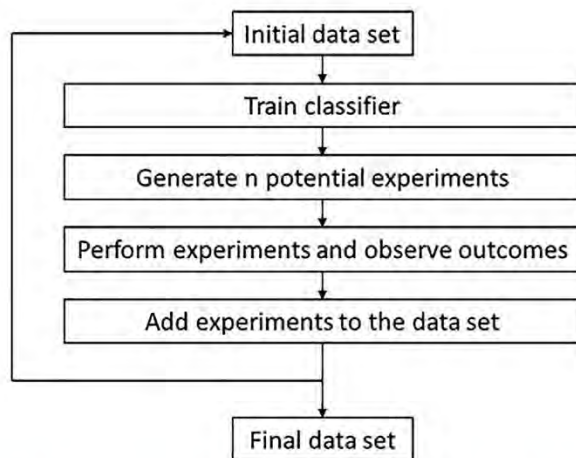 Initial data set
Train classifier
Generate n potential experiments
Perform experiments and observe outcomes
Add experiments to the data set
Final data set